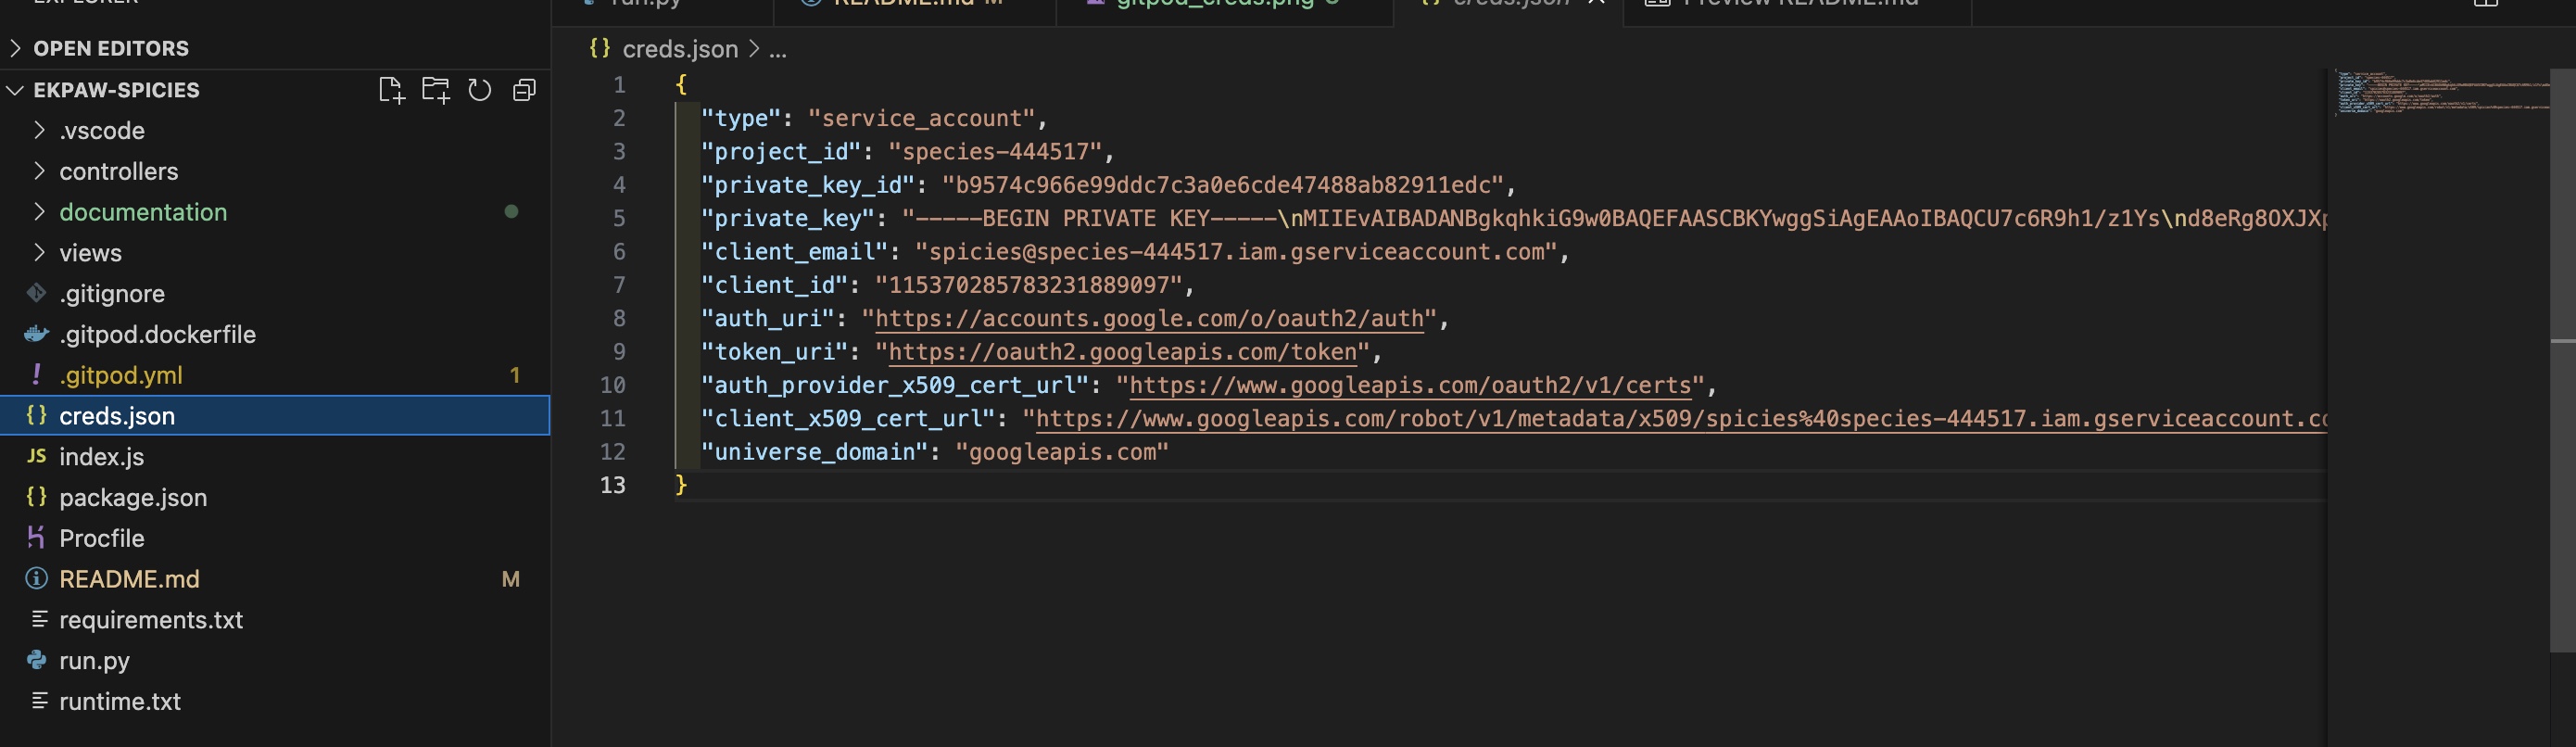 EXPLORER
OPEN EDITORS
EKPAW-SPICIES
.vscode
controllers
documentation
views
.gitignore
.gitpod.dockerfile
.gitpod.yml 1
creds.json
index.js
package.json
Procfile
README.md M
requirements.txt
run.py
runtime.txt
run.py README.md M gitpod_creds.png creds.json Preview README.md
creds.json > ...
1 {
2 "type": "service_account",
3 "project_id": "species-444517",
4 "private_key_id": "b9574c966e99ddc7c3a0e6cde47488ab82911edc",
5 "private_key": "-----BEGIN PRIVATE KEY-----\nMIIEvAIBADANBgkqhkiG9w0BAQEFAASCBKYwggSiAgEAAoIBAQCU7c6R9h1/z1Ys\nd8eRg8OXJXp
6 "client_email": "spicies@species-444517.iam.gserviceaccount.com",
7 "client_id": "115370285783231889097",
8 "auth_uri": "https://accounts.google.com/o/oauth2/auth",
9 "token_uri": "https://oauth2.googleapis.com/token",
10 "auth_provider_x509_cert_url": "https://www.googleapis.com/oauth2/v1/certs",
11 "client_x509_cert_url": "https://www.googleapis.com/robot/v1/metadata/x509/spicies%40species-444517.iam.gserviceaccount.co
12 "universe_domain": "googleapis.com"
13 }